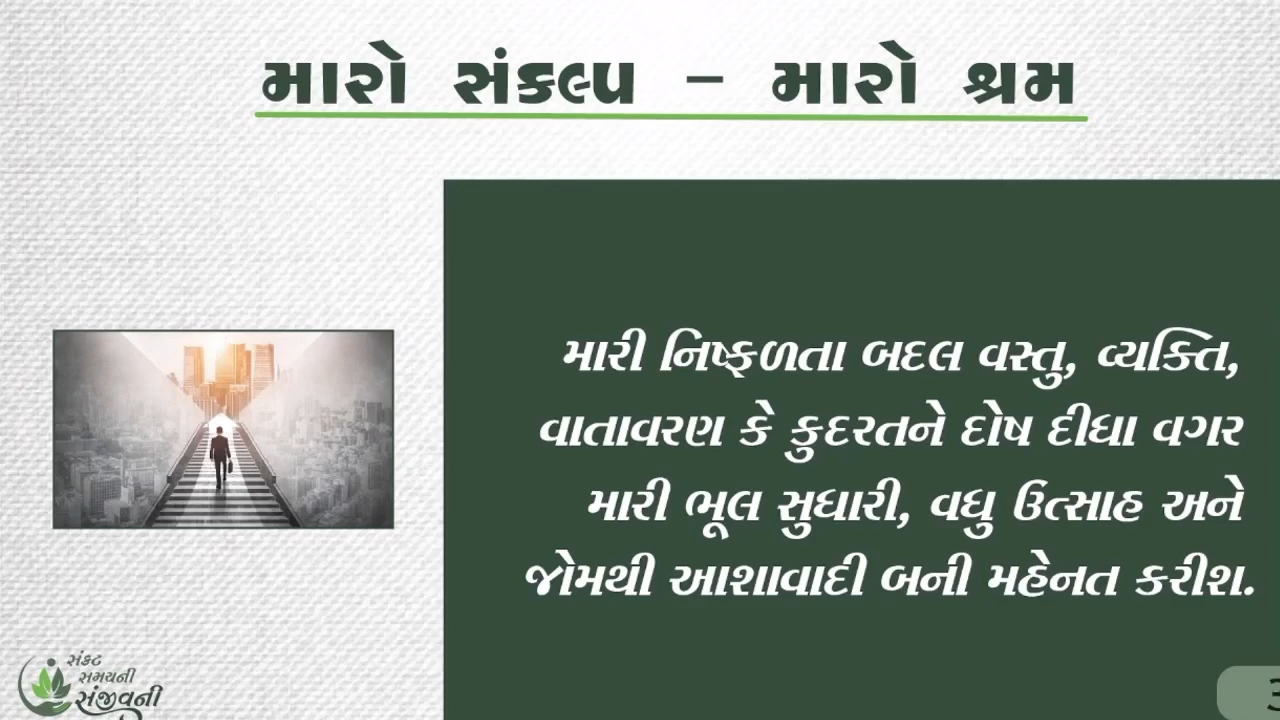 મારો સંકલ્પ - મારો શ્રમ
મારી નિષ્ફળતા બદલ વસ્તુ, વ્યક્તિ,
વાતાવરણ કે કુદરતને દોષ દીધા વગર
મારી ભૂલ સુધારી, વધુ ઉત્સાહ અને
જોમથી આશાવાદી બની મહેનત કરીશ.
સંકટ
સમયની
સંજીવની